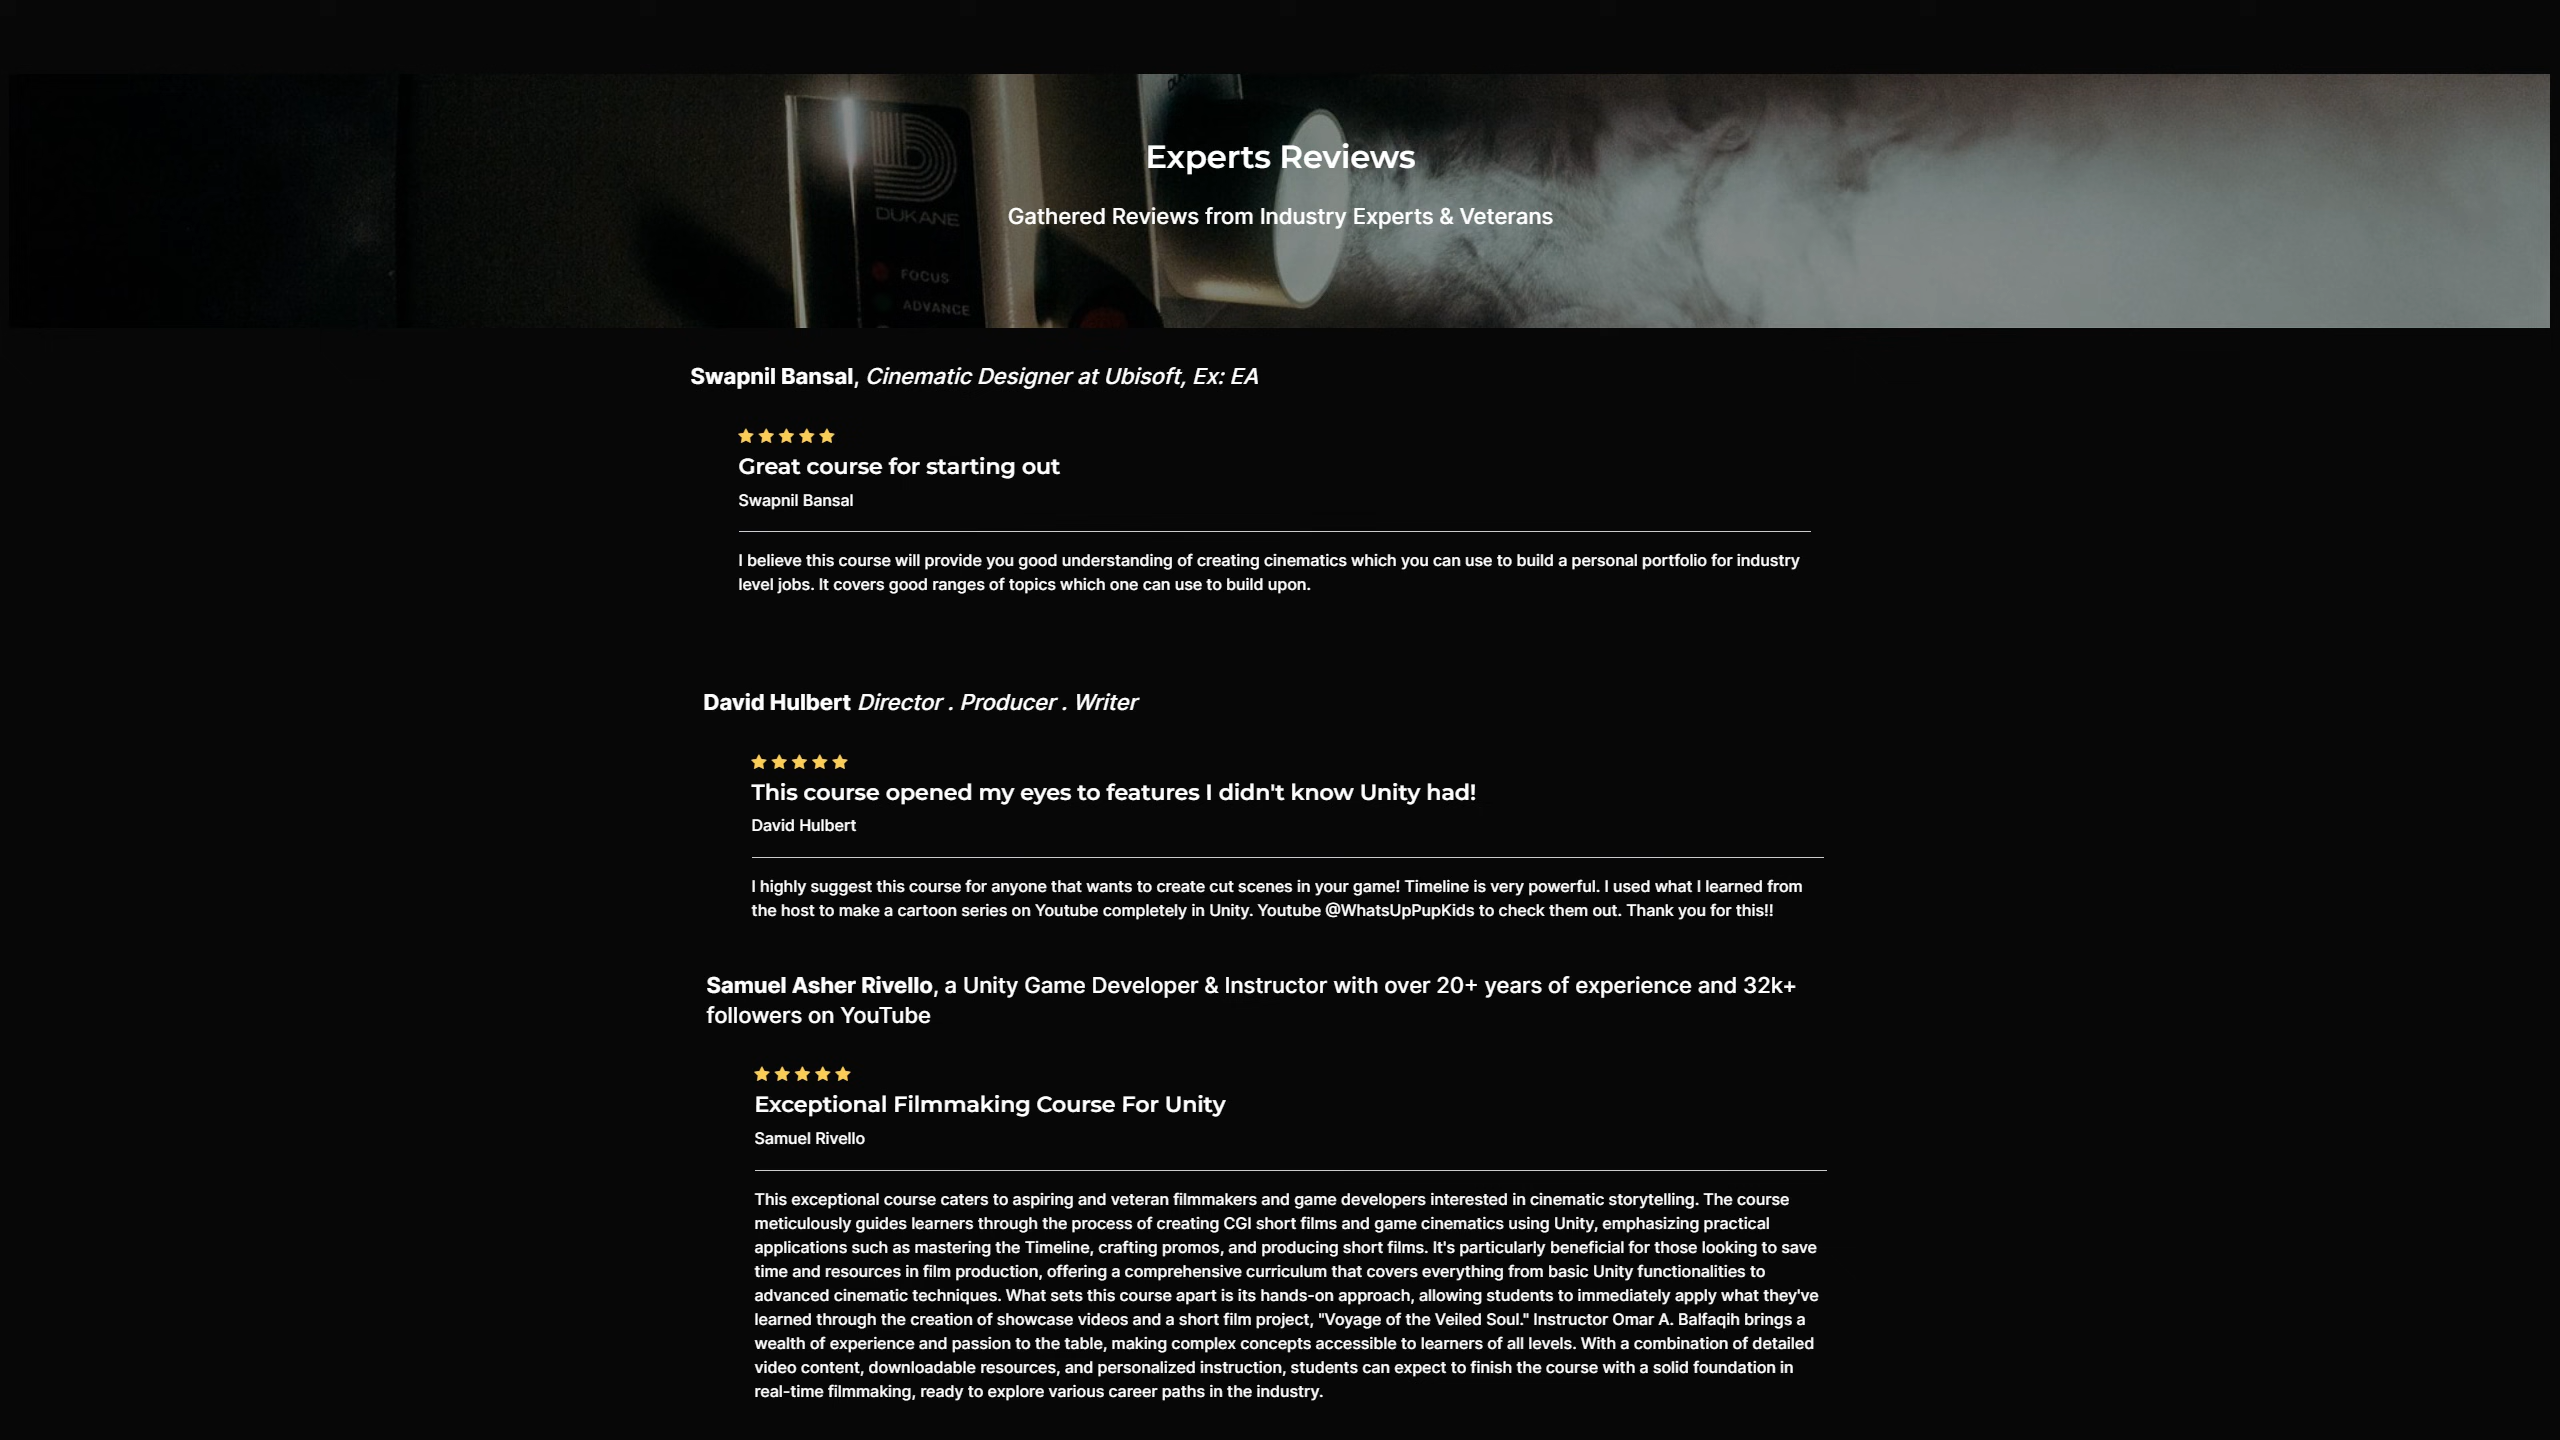 DUKANE
FOCUS
ADVANCE
Experts Reviews
Gathered Reviews from Industry Experts & Veterans
Swapnil Bansal, Cinematic Designer at Ubisoft, Ex: EA
Great course for starting out
Swapnil Bansal
I believe this course will provide you good understanding of creating cinematics which you can use to build a personal portfolio for industry
level jobs. It covers good ranges of topics which one can use to build upon.
David Hulbert Director . Producer . Writer
This course opened my eyes to features I didn't know Unity had!
David Hulbert
I highly suggest this course for anyone that wants to create cut scenes in your game! Timeline is very powerful. I used what I learned from
the host to make a cartoon series on Youtube completely in Unity. Youtube @WhatsUpPupKids to check them out. Thank you for this!!
Samuel Asher Rivello, a Unity Game Developer & Instructor with over 20+ years of experience and 32k+
followers on YouTube
Exceptional Filmmaking Course For Unity
Samuel Rivello
This exceptional course caters to aspiring and veteran filmmakers and game developers interested in cinematic storytelling. The course
meticulously guides learners through the process of creating CGI short films and game cinematics using Unity, emphasizing practical
applications such as mastering the Timeline, crafting promos, and producing short films. It's particularly beneficial for those looking to save
time and resources in film production, offering a comprehensive curriculum that covers everything from basic Unity functionalities to
advanced cinematic techniques. What sets this course apart is its hands-on approach, allowing students to immediately apply what they've
learned through the creation of showcase videos and a short film project, "Voyage of the Veiled Soul." Instructor Omar A. Balfaqih brings a
wealth of experience and passion to the table, making complex concepts accessible to learners of all levels. With a combination of detailed
video content, downloadable resources, and personalized instruction, students can expect to finish the course with a solid foundation in
real-time filmmaking, ready to explore various career paths in the industry.